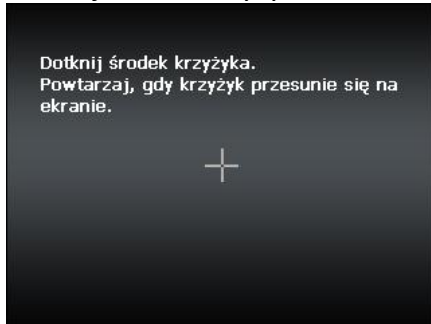 Dotknij środek krzyżyka.
Powtarzaj, gdy krzyżyk przesunie się na
ekranie.